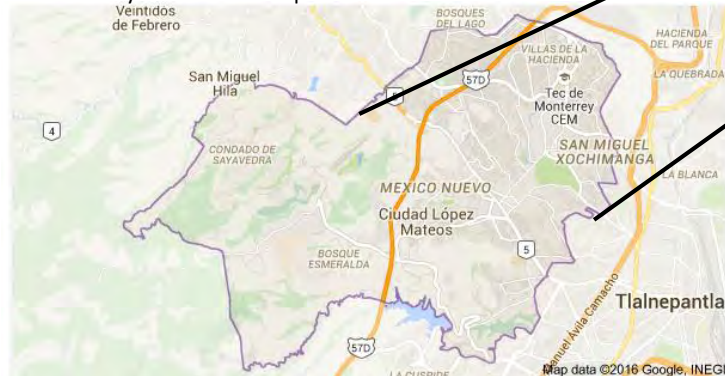 Veintidos
de Febrero
BOSQUES
DEL LAGO
HACIENDA
DEL PARQUE
VILLAS DE LA
HACIENDA
57D
LA QUEBRADA
San Miguel
Hila
5
Tec de
Monterrey
CEM
4
SAN MIGUEL
XOCHIMANGA
CONDADO DE
SAYAVEDRA
LA BLANCA
MEXICO NUEVO
Ciudad López
Mateos
BOSQUE
ESMERALDA
5
Tlalnepantla
Manuel Ávila Camacho
57D
LA CUSPIDE
Map data ©2016 Google, INEGI